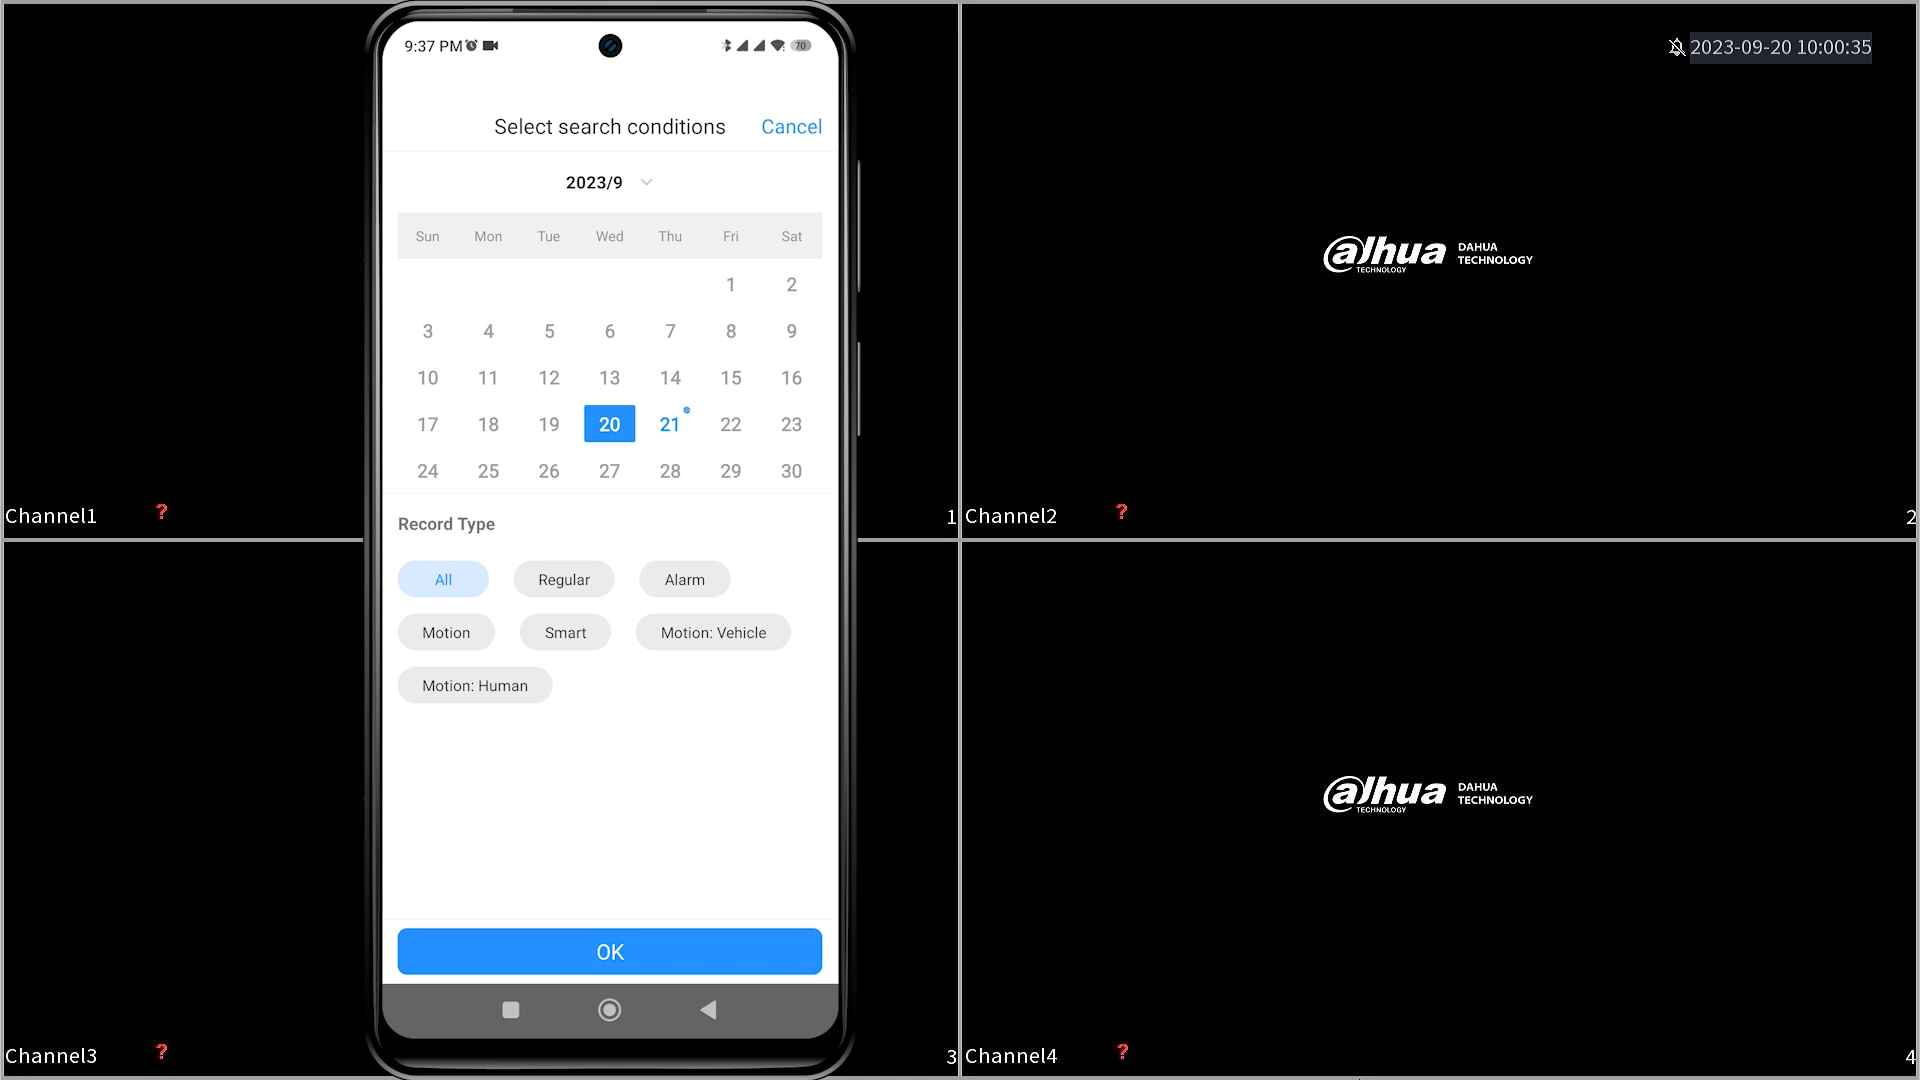 9:37 PM
70
Select search conditions
Cancel
2023/9
Sun Mon Tue Wed Thu Fri Sat
1 2
3 4 5 6 7 8 9
10 11 12 13 14 15 16
17 18 19 20 21 22 23
24 25 26 27 28 29 30
Record Type
All Regular Alarm
Motion Smart Motion: Vehicle
Motion: Human
OK
Channel1 ? 1
2023-09-20 10:00:35
alhua
TECHNOLOGY
DAHUA
TECHNOLOGY
Channel2 ? 2
Channel3 ? 3
alhua
TECHNOLOGY
DAHUA
TECHNOLOGY
Channel4 ? 4